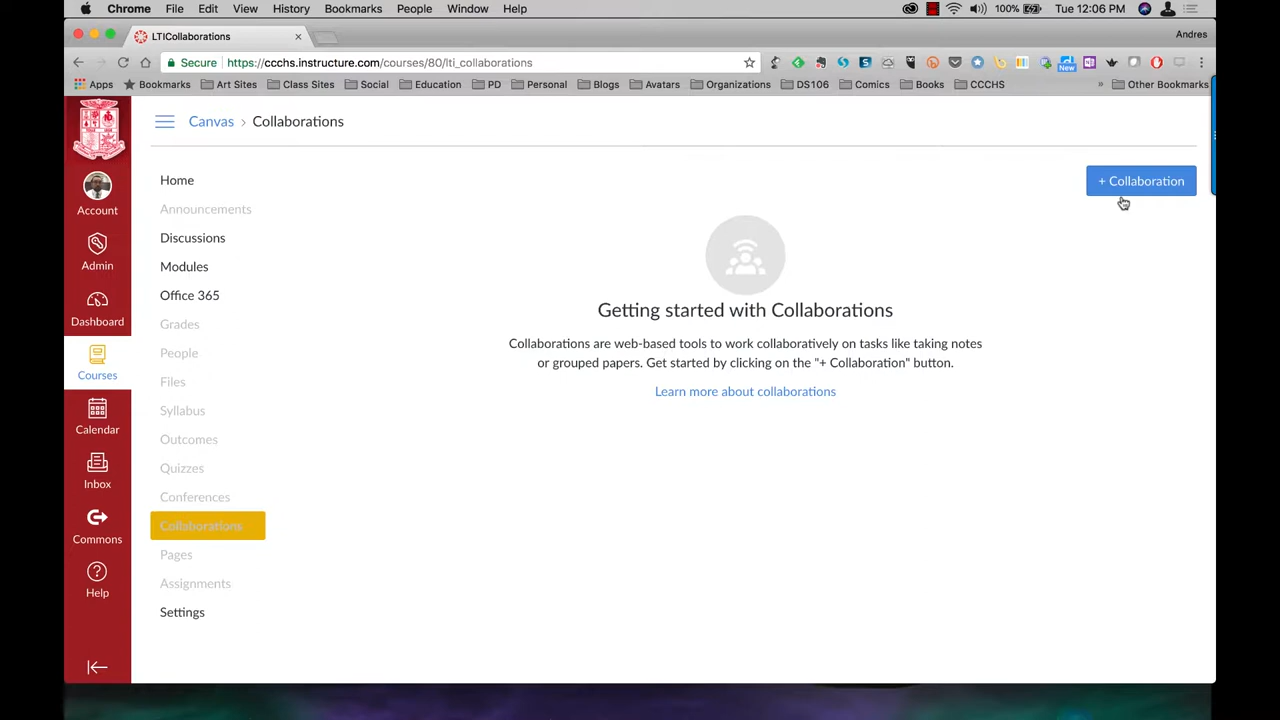 Chrome File Edit View History Bookmarks People Window Help 100% Tue 12:06 PM
LTICollaborations Andres
Secure https://ccchs.instructure.com/courses/80/lti_collaborations
Apps Bookmarks Art Sites Class Sites Social Education PD Personal Blogs Avatars Organizations DS106 Comics Books CCCHS » Other Bookmarks
New
Canvas › Collaborations
+ Collaboration
Account
Admin
Dashboard
Courses
Calendar
Inbox
Commons
Help
Home
Announcements
Discussions
Modules
Office 365
Grades
People
Files
Syllabus
Outcomes
Quizzes
Conferences
Collaborations
Pages
Assignments
Settings
Getting started with Collaborations
Collaborations are web-based tools to work collaboratively on tasks like taking notes
or grouped papers. Get started by clicking on the "+ Collaboration" button.
Learn more about collaborations